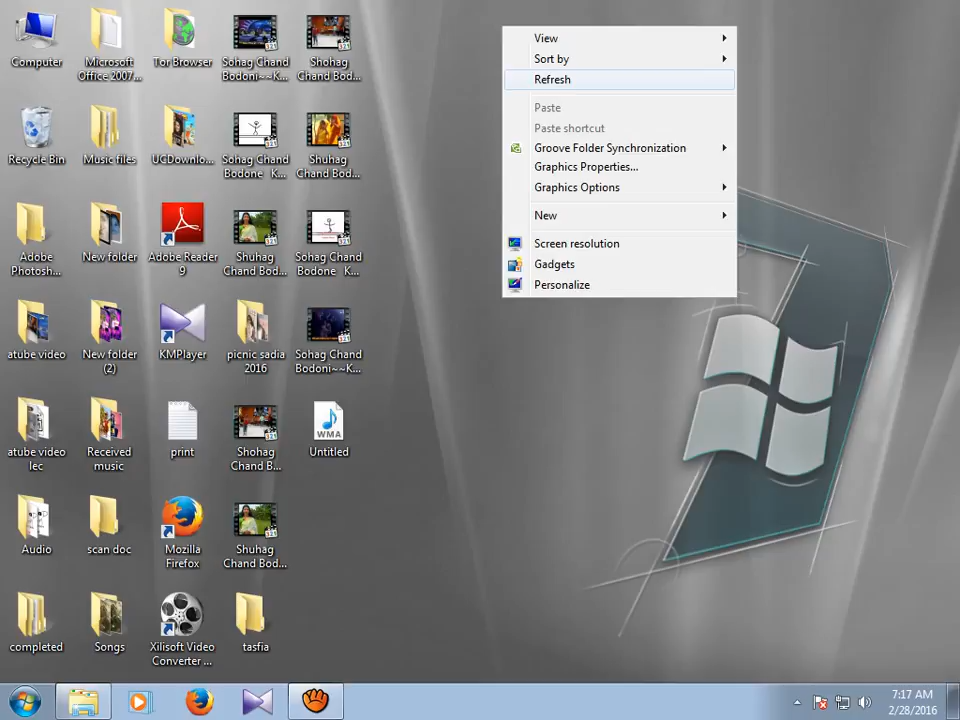 Computer
Microsoft
Office 2007...
Tor Browser
Sohag Chand
Bodoni~~K...
Shohag
Chand Bod...
Recycle Bin
Music files
UCDownlo...
Sohag Chand
Bodone   K...
Shuhag
Chand Bod...
Adobe
Photosh...
New folder
Adobe Reader
9
Shuhag
Chand Bod...
Sohag Chand
Bodone   K...
atube video
New folder
(2)
KMPlayer
picnic sadia
2016
Sohag Chand
Bodoni~~K...
atube video
lec
Received
music
print
Shohag
Chand B...
WMA
Untitled
Audio
scan doc
Mozilla
Firefox
Shuhag
Chand Bod...
completed
Songs
Xilisoft Video
Converter ...
tasfia
View
Sort by
Refresh
Paste
Paste shortcut
Groove Folder Synchronization
Graphics Properties...
Graphics Options
New
Screen resolution
Gadgets
Personalize
7:17 AM
2/28/2016